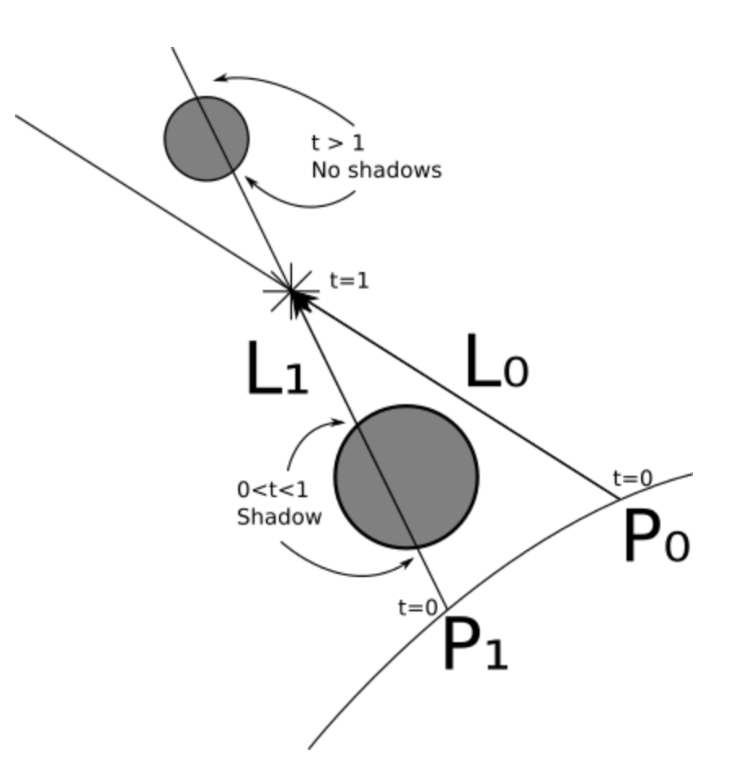 t > 1
No shadows
t=1
L₁
L₀
0<t<1
Shadow
t=0
P₀
t=0
P₁